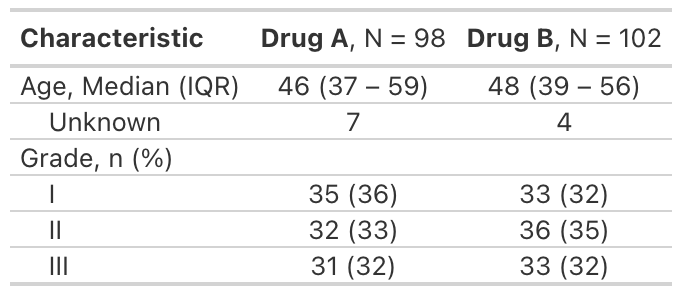 Characteristic Drug A, N = 98 Drug B, N = 102
Age, Median (IQR) 46 (37 – 59) 48 (39 – 56)
Unknown 7 4
Grade, n (%)
I 35 (36) 33 (32)
II 32 (33) 36 (35)
III 31 (32) 33 (32)